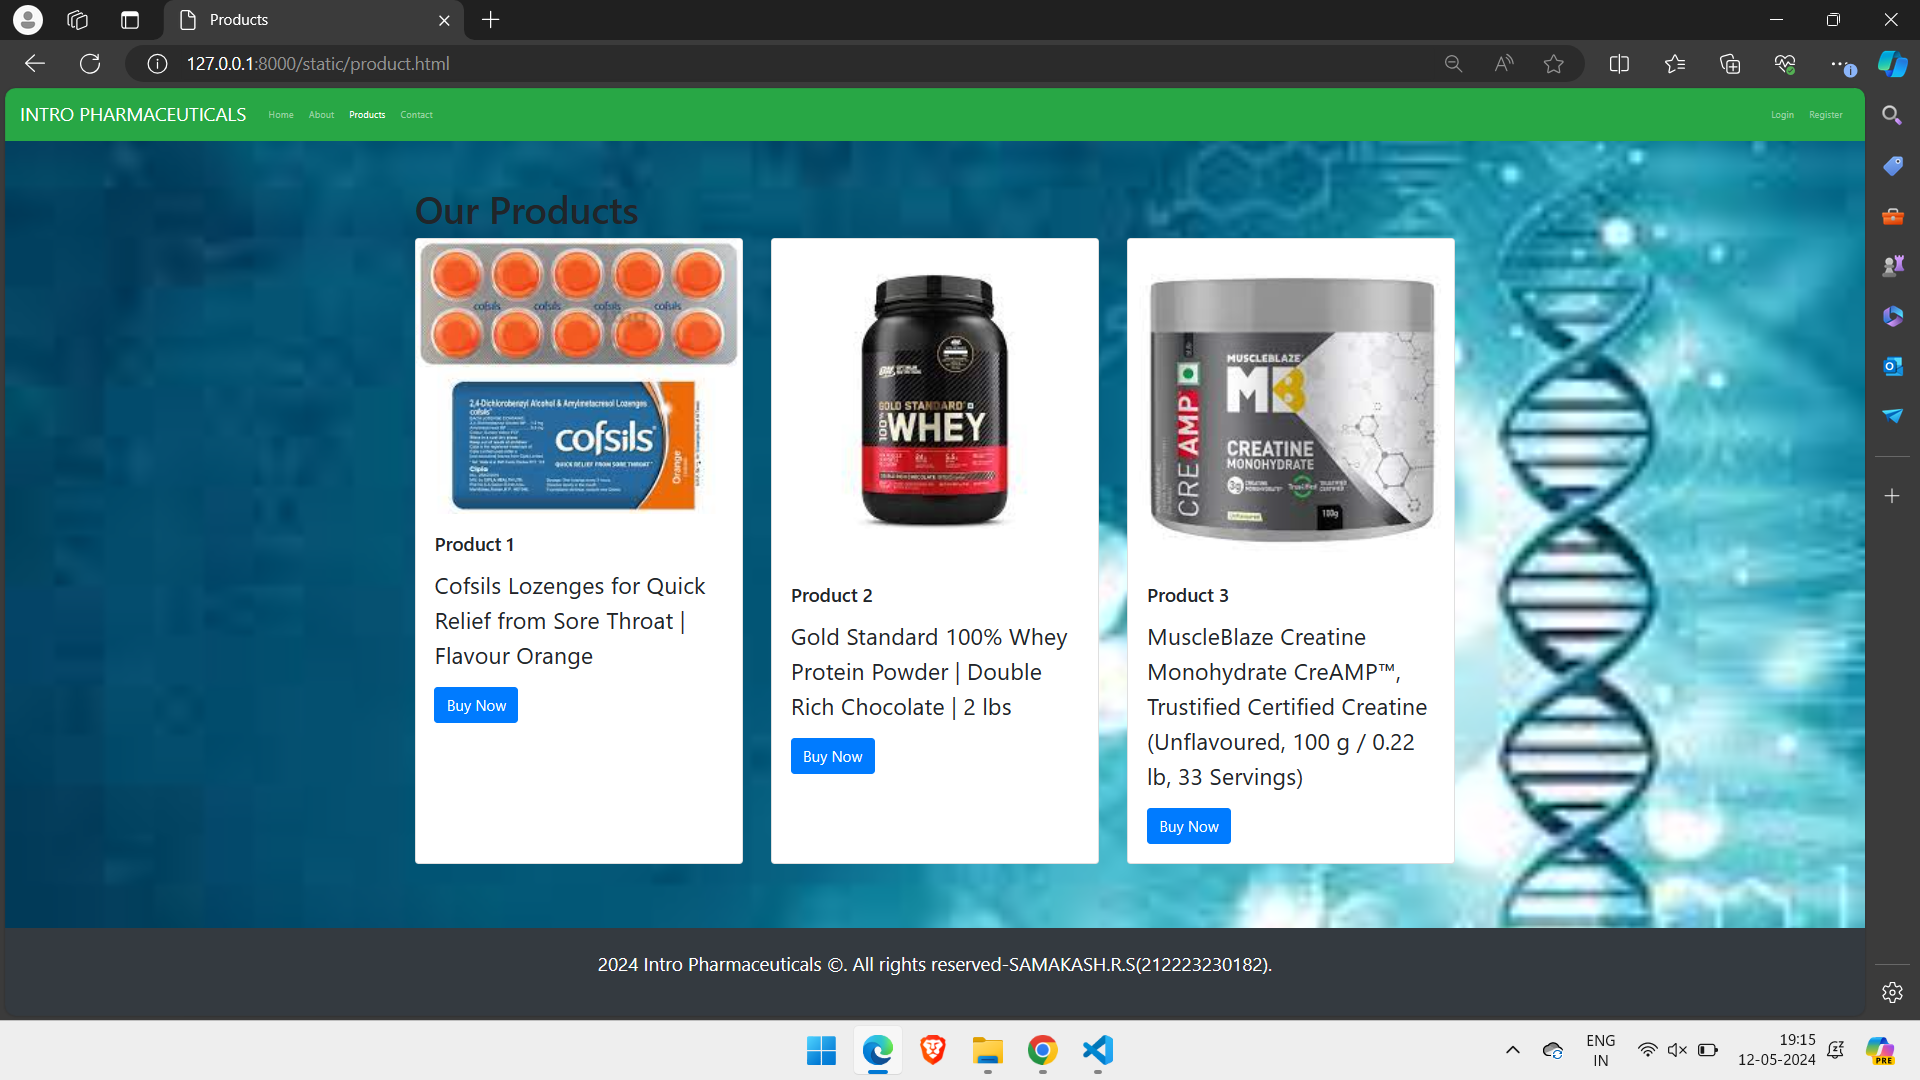 Products
127.0.0.1:8000/static/product.html
INTRO PHARMACEUTICALS
Home
About
Products
Contact
Login
Register
Our Products
cofsils cofsils cofsils cofsils
2,4-Dichlorobenzyl Alcohol & Amylmetacresol Lozenges
cofsils
cofsils
QUICK RELIEF FROM SORE THROAT
Cipla
Orange
Product 1
Cofsils Lozenges for Quick
Relief from Sore Throat |
Flavour Orange
Buy Now
ON
GOLD STANDARD
100% WHEY
Product 2
Gold Standard 100% Whey
Protein Powder | Double
Rich Chocolate | 2 lbs
Buy Now
MUSCLEBLAZE
MB
CREAMP
CREATINE
MONOHYDRATE
3g
100g
Product 3
MuscleBlaze Creatine
Monohydrate CreAMP™,
Trustified Certified Creatine
(Unflavoured, 100 g / 0.22
lb, 33 Servings)
Buy Now
2024 Intro Pharmaceuticals ©. All rights reserved-SAMAKASH.R.S(212223230182).
ENG
IN
19:15
12-05-2024
PRE